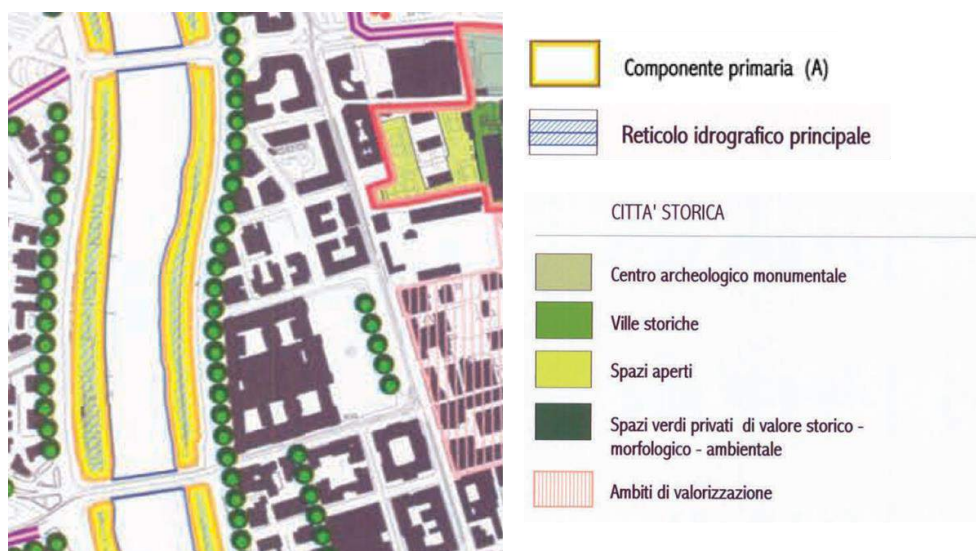 Componente primaria (A)
Reticolo idrografico principale
CITTA' STORICA
Centro archeologico monumentale
Ville storiche
Spazi aperti
Spazi verdi privati di valore storico -
morfologico - ambientale
Ambiti di valorizzazione